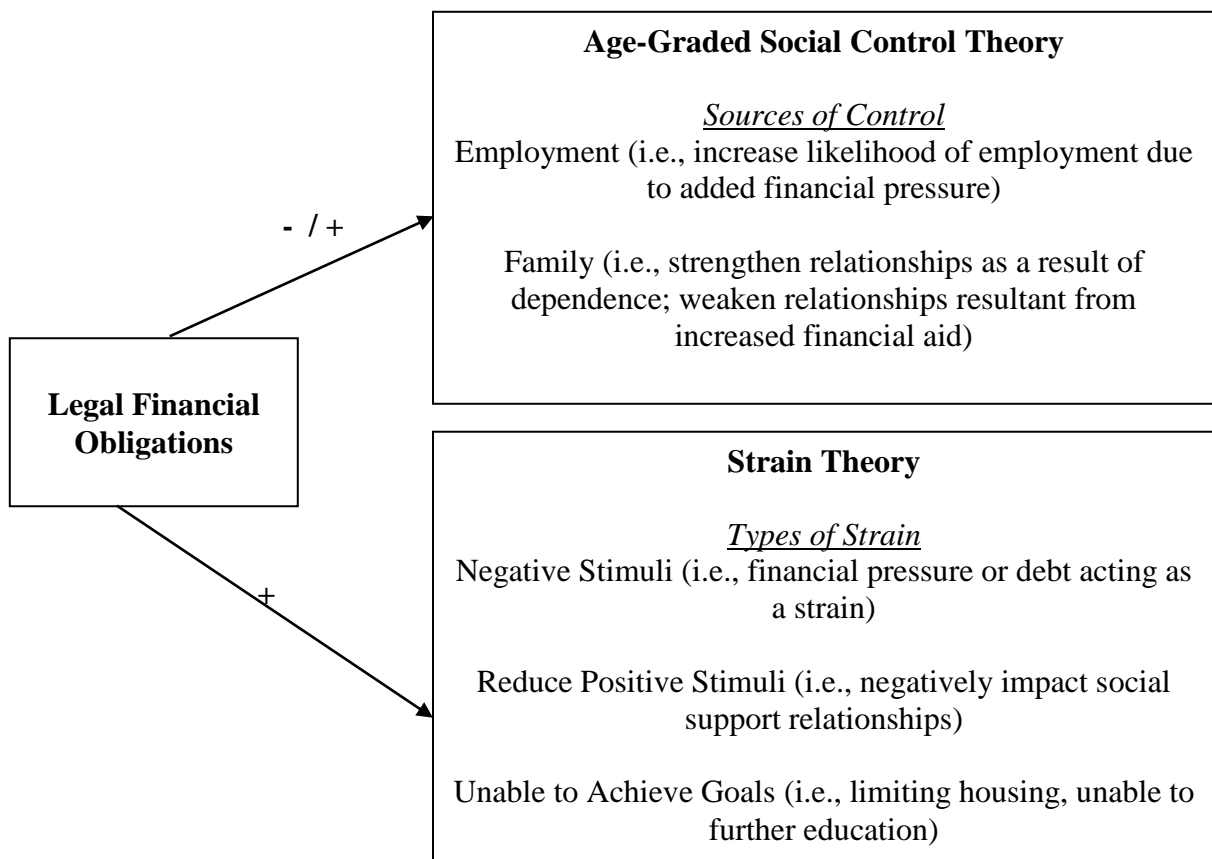 Age-Graded Social Control Theory
Sources of Control
Employment (i.e., increase likelihood of employment due
to added financial pressure)
Family (i.e., strengthen relationships as a result of
dependence; weaken relationships resultant from
increased financial aid)
- / +
Legal Financial
Obligations
+
Strain Theory
Types of Strain
Negative Stimuli (i.e., financial pressure or debt acting as
a strain)
Reduce Positive Stimuli (i.e., negatively impact social
support relationships)
Unable to Achieve Goals (i.e., limiting housing, unable to
further education)